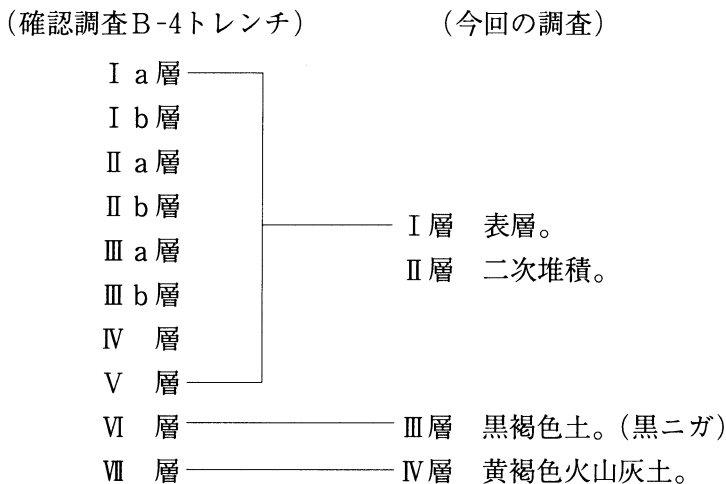 (確認調査B-4トレンチ) (今回の調査)
Ⅰa層
Ⅰb層
Ⅱa層
Ⅱb層 Ⅰ層 表層。
Ⅲa層 Ⅱ層 二次堆積。
Ⅲb層
Ⅳ 層
Ⅴ 層
Ⅵ 層 Ⅲ層 黒褐色土。(黒ニガ)
Ⅶ 層 Ⅳ層 黄褐色火山灰土。